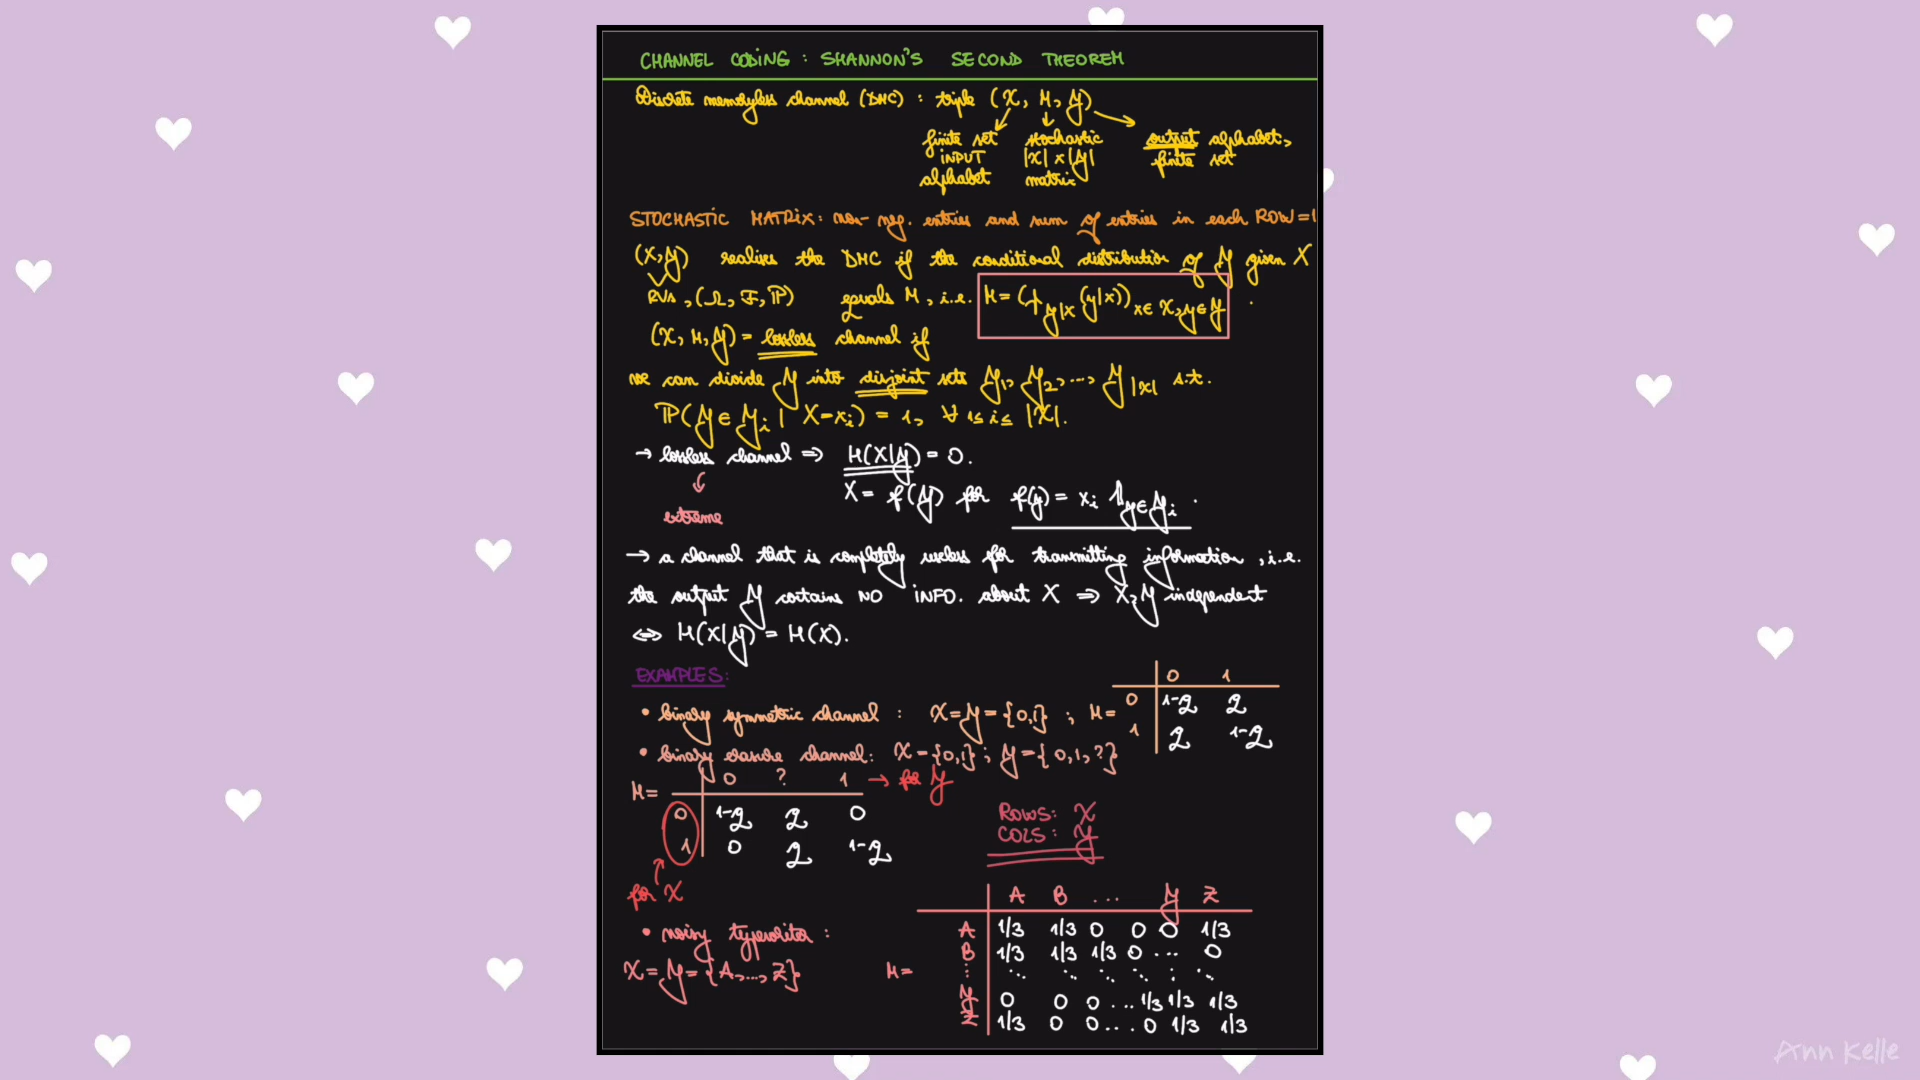 CHANNEL CODING : SHANNON'S SECOND THEOREM
Discrete memoryless channel (DMC) : triple (X, M, Y)
finite set stochastic output alphabet,
INPUT |X| x |Y| finite set
alphabet matrix
STOCHASTIC MATRIX: non-neg. entries and sum of entries in each ROW = 1
(X,Y) realises the DMC if the conditional distribution of Y given X
RVs, (Ω, F, P) equals M, i.e. M = (p_{Y|X} (y|x))_{x ∈ X, y ∈ Y} .
(X, M, Y) = lossless channel if
we can divide Y into disjoint sets Y_1, Y_2, ..., Y_{|X|} s.t.
P(Y ∈ Y_i | X = x_i) = 1, ∀ 1 ≤ i ≤ |X|.
→ lossless channel ⇒ H(X|Y) = 0.
X = f(Y) for f(y) = x_i 1_{y ∈ Y_i} .
extreme
→ a channel that is completely useless for transmitting information, i.e.
the output Y contains NO INFO. about X ⇒ X, Y independent
⇔ H(X|Y) = H(X).
EXAMPLES:
0 1
• binary symmetric channel : X = Y = {0,1} ; M = 0 1-q q
1 q 1-q
• binary erasure channel: X = {0,1} ; Y = { 0, 1, ? }
M = 0 ? 1 → for Y
0 1-q q 0
1 0 q 1-q
for X
ROWS: X
COLS: Y
• noisy typewriter :
X = Y = {A, ..., Z}
M =
A B ... Y Z
A 1/3 1/3 0 0 0 1/3
B 1/3 1/3 1/3 0 ... 0
⋮ ⋱ ⋱ ⋱ ⋱ ⋮ ⋱
Y 0 0 0 ... 1/3 1/3 1/3
Z 1/3 0 0 ... 0 1/3 1/3
Ann Kelle